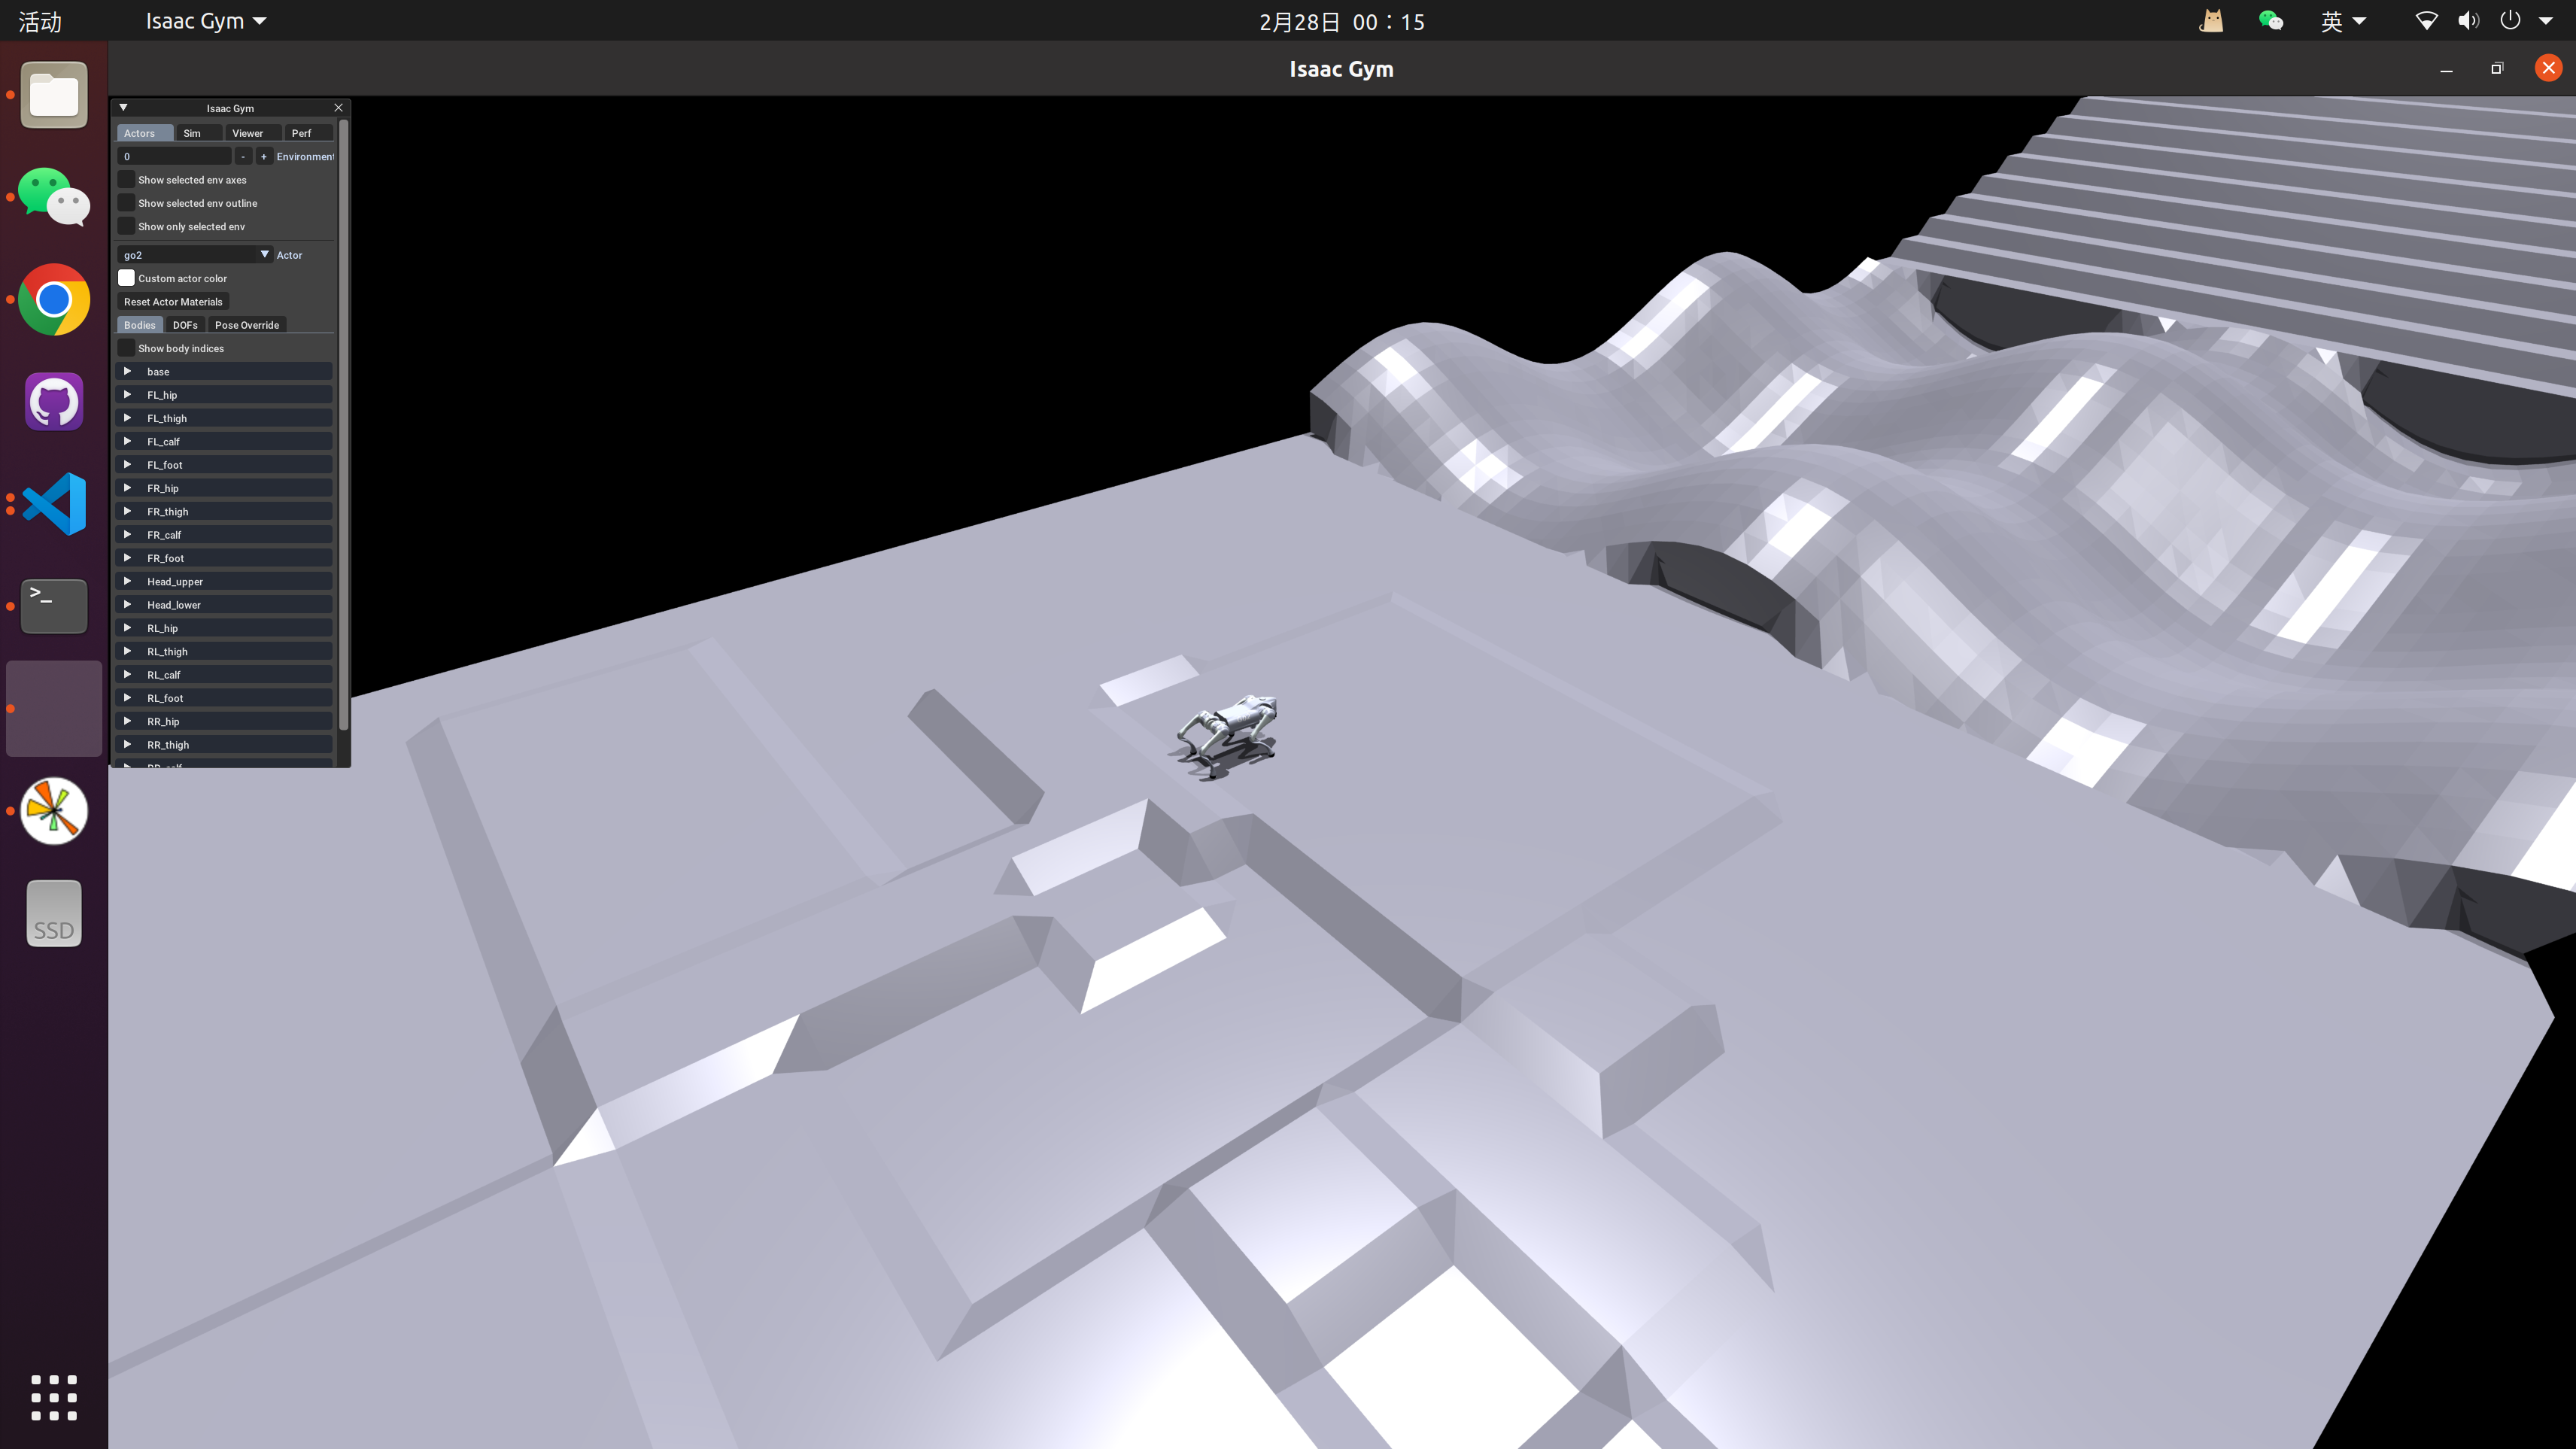 活动
Isaac Gym
2月28日 00：15
英
Isaac Gym
Isaac Gym
Actors Sim Viewer Perf
0 - + Environment
Show selected env axes
Show selected env outline
Show only selected env
go2 Actor
Custom actor color
Reset Actor Materials
Bodies DOFs Pose Override
Show body indices
base
FL_hip
FL_thigh
FL_calf
FL_foot
FR_hip
FR_thigh
FR_calf
FR_foot
Head_upper
Head_lower
RL_hip
RL_thigh
RL_calf
RL_foot
RR_hip
RR_thigh
>_
SSD